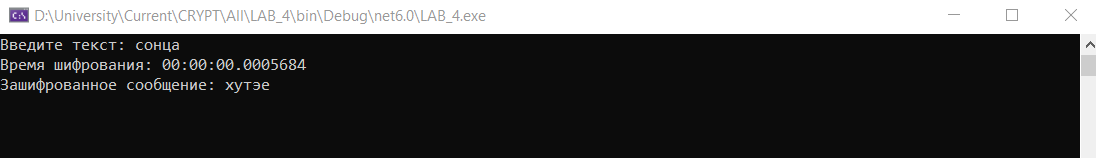 D:\University\Current\CRYPT\All\LAB_4\bin\Debug\net6.0\LAB_4.exe
Введите текст: сонца
Время шифрования: 00:00:00.0005684
Зашифрованное сообщение: хутэе